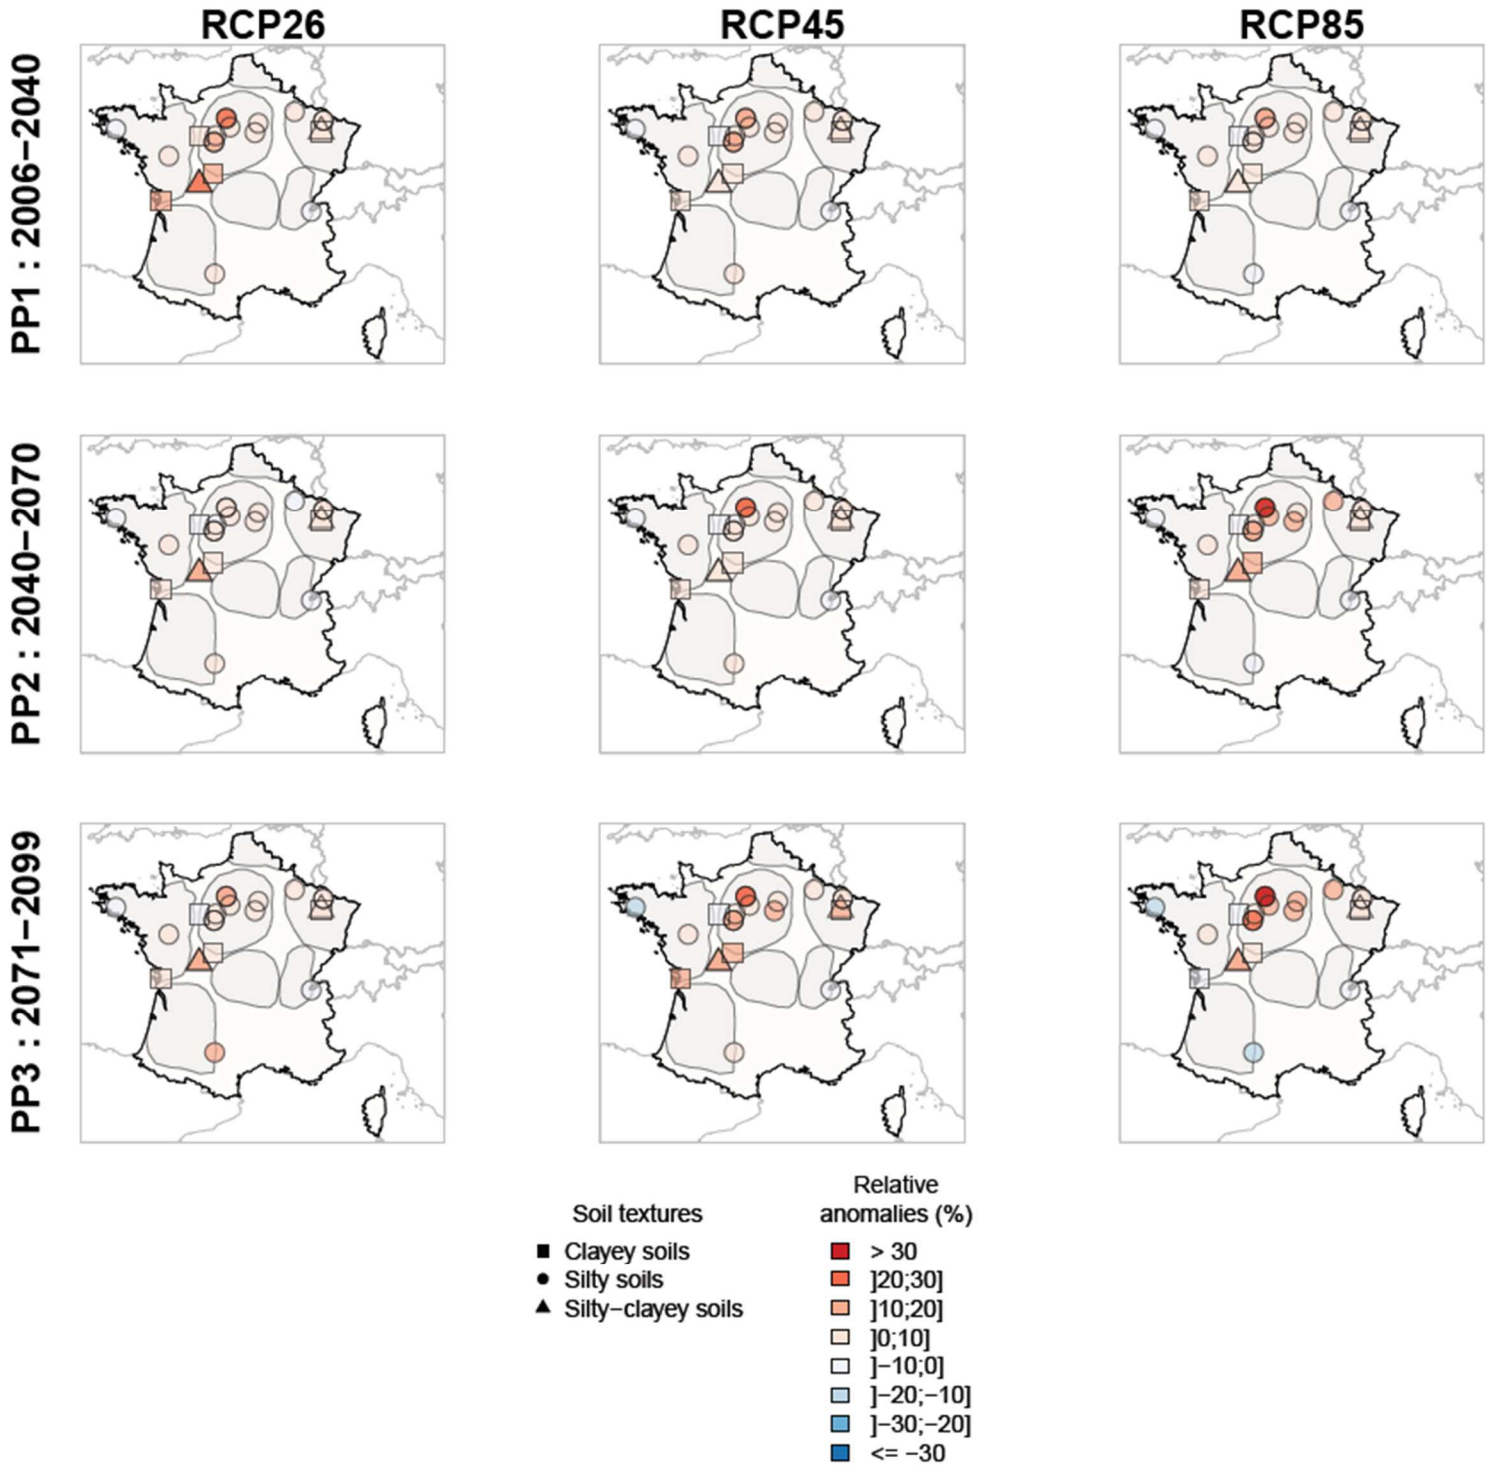 RCP26
RCP45
RCP85
PP1 : 2006−2040
PP2 : 2040−2070
PP3 : 2071−2099
Soil textures
Clayey soils
Silty soils
Silty−clayey soils
Relative
anomalies (%)
> 30
]20;30]
]10;20]
]0;10]
]−10;0]
]−20;−10]
]−30;−20]
<= −30